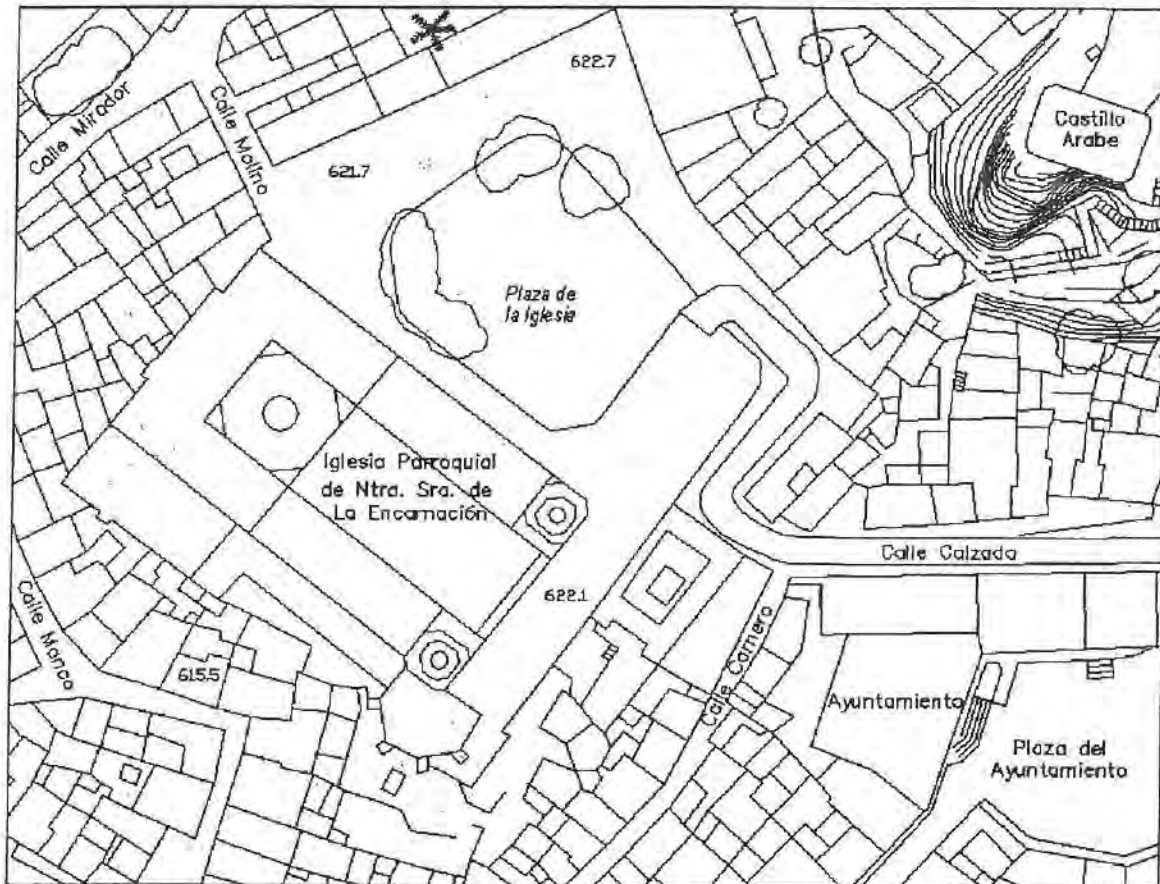 622.7
Castillo
Arabe
Calle Mirador
Calle Molino
621.7
Plaza de
la Iglesia
Iglesia Parroquial
de Ntra. Sra. de
La Encarnación
Calle Calzada
622.1
Calle Carnero
Calle Manco
615.5
Ayuntamiento
Plaza del
Ayuntamiento